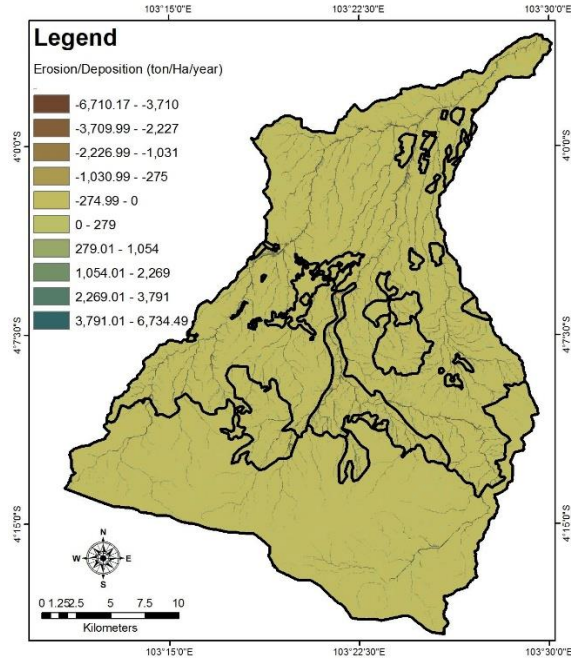 103°15'0"E 103°22'30"E 103°30'0"E
Legend
Erosion/Deposition (ton/Ha/year)
-6,710.17 - -3,710
-3,709.99 - -2,227
-2,226.99 - -1,031
-1,030.99 - -275
-274.99 - 0
0 - 279
279.01 - 1,054
1,054.01 - 2,269
2,269.01 - 3,791
3,791.01 - 6,734.49
4°0'0"S 4°0'0"S
4°7'30"S 4°7'30"S
4°15'0"S 4°15'0"S
N
W E
S
0 1.25 2.5 5 7.5 10
Kilometers
103°15'0"E 103°22'30"E 103°30'0"E